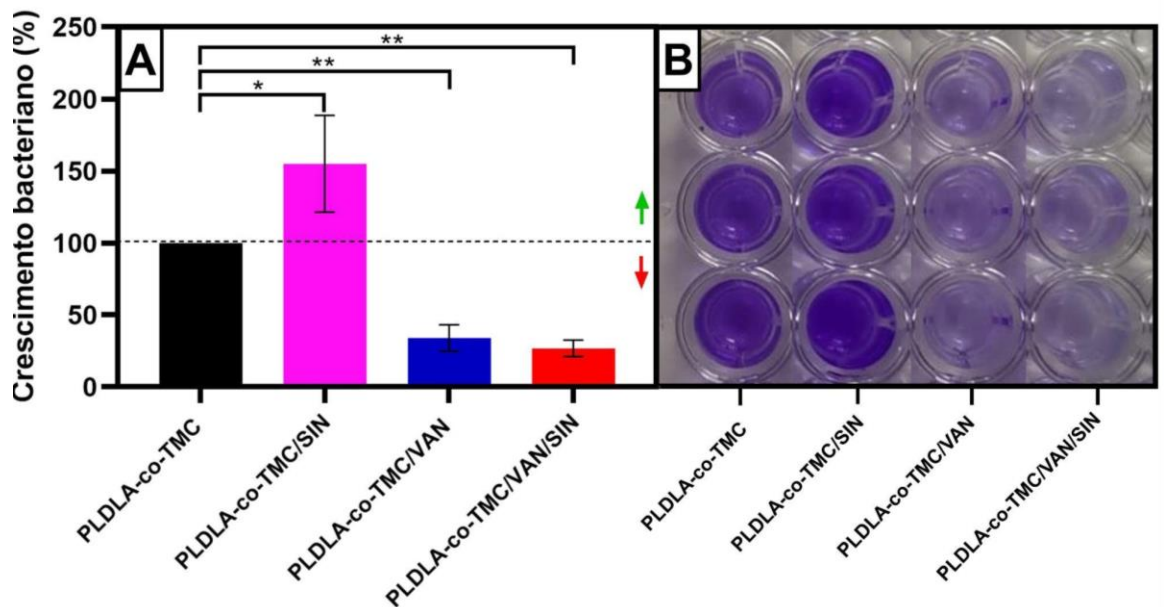 A
B
Crescimento bacteriano (%)
250
200
150
100
50
0
**
**
*
PLDLA-co-TMC
PLDLA-co-TMC/SIN
PLDLA-co-TMC/VAN
PLDLA-co-TMC/VAN/SIN
PLDLA-co-TMC
PLDLA-co-TMC/SIN
PLDLA-co-TMC/VAN
PLDLA-co-TMC/VAN/SIN